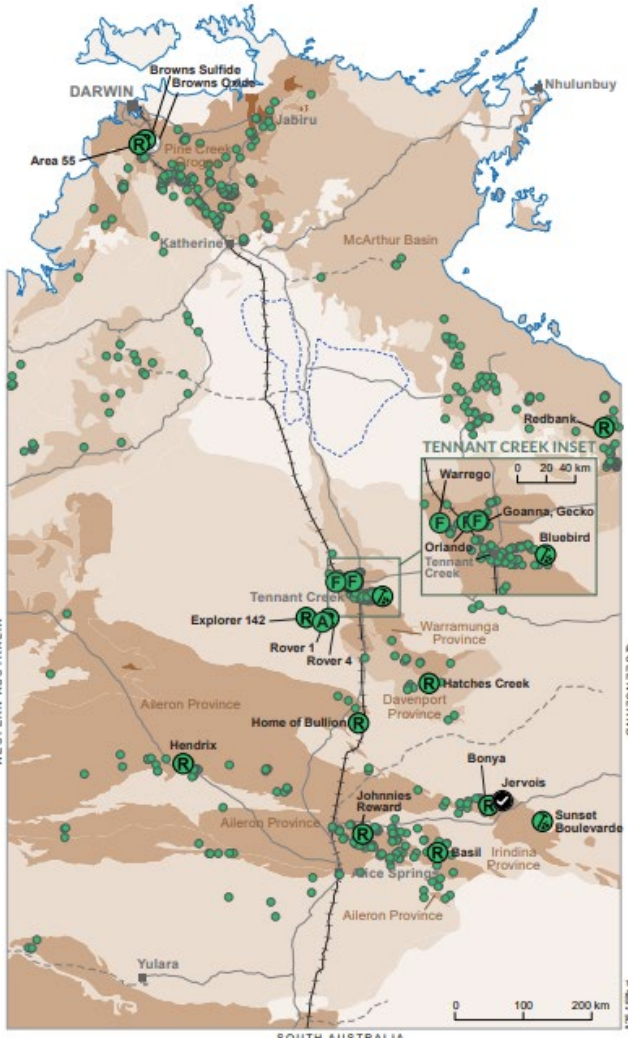 Browns Sulfide
Browns Oxide
DARWIN
Nhulunbuy
Jabiru
R
Area 55
Pine Creek
Orogen
Katherine
McArthur Basin
Redbank
R
TENNANT CREEK INSET
0 20 40 km
Warrego
F
F
Goanna, Gecko
Orlando
Bluebird
Tennant
Creek
F
F
Tennant Creek
Explorer 142
R
A
Rover 1
Rover 4
Warramunga
Province
R
Hatches Creek
Davenport
Province
Aileron Province
Home of Bullion
R
Hendrix
R
Bonya
R
Jervois
Johnnies
Reward
R
Sunset
Boulevarde
Aileron Province
R
Basil
Irindina
Province
Alice Springs
Aileron Province
Yulara
0 100 200 km
SOUTH AUSTRALIA